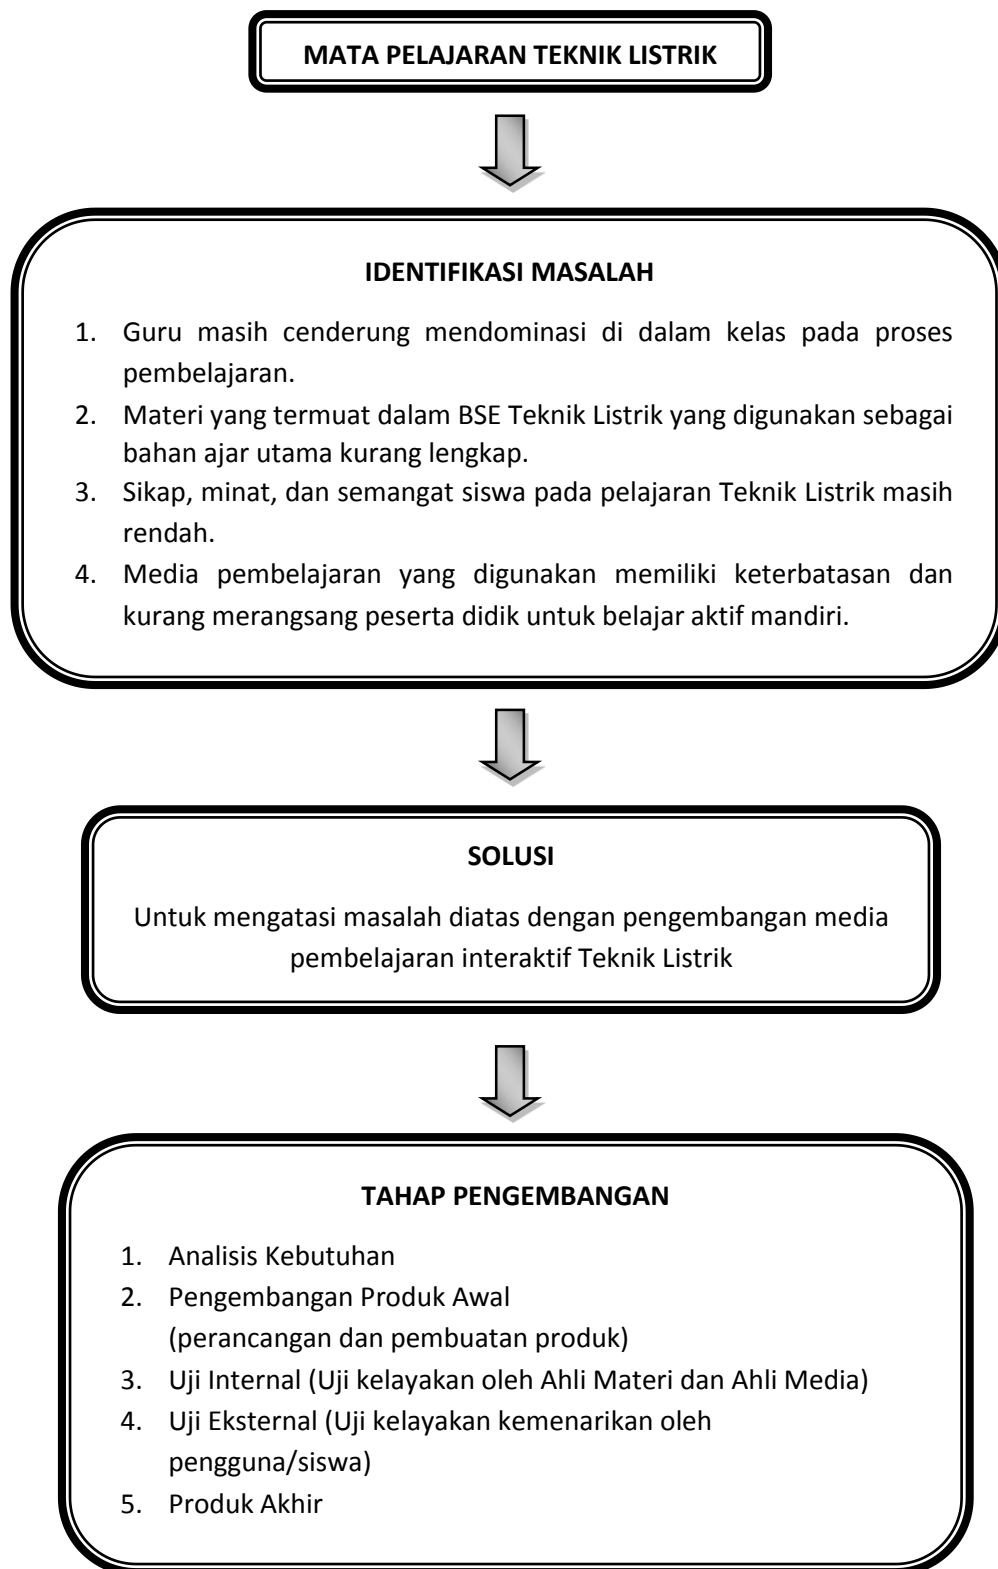 MATA PELAJARAN TEKNIK LISTRIK
IDENTIFIKASI MASALAH
1. Guru masih cenderung mendominasi di dalam kelas pada proses
pembelajaran.
2. Materi yang termuat dalam BSE Teknik Listrik yang digunakan sebagai
bahan ajar utama kurang lengkap.
3. Sikap, minat, dan semangat siswa pada pelajaran Teknik Listrik masih
rendah.
4. Media pembelajaran yang digunakan memiliki keterbatasan dan
kurang merangsang peserta didik untuk belajar aktif mandiri.
SOLUSI
Untuk mengatasi masalah diatas dengan pengembangan media
pembelajaran interaktif Teknik Listrik
TAHAP PENGEMBANGAN
1. Analisis Kebutuhan
2. Pengembangan Produk Awal
(perancangan dan pembuatan produk)
3. Uji Internal (Uji kelayakan oleh Ahli Materi dan Ahli Media)
4. Uji Eksternal (Uji kelayakan kemenarikan oleh
pengguna/siswa)
5. Produk Akhir